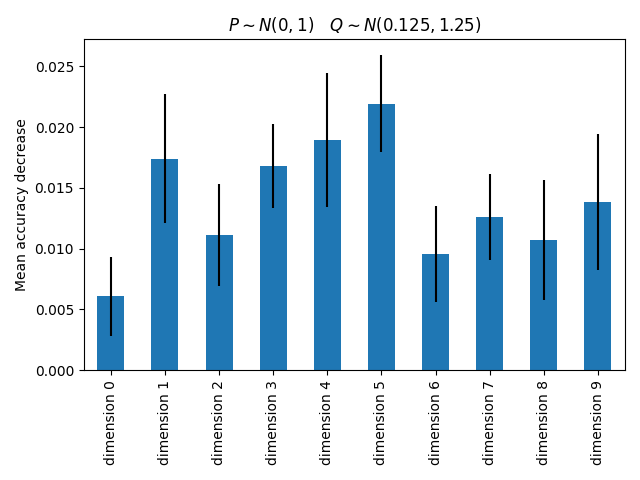 P ∼ N(0, 1) Q ∼ N(0.125, 1.25)
Mean accuracy decrease
0.025
0.020
0.015
0.010
0.005
0.000
dimension 0
dimension 1
dimension 2
dimension 3
dimension 4
dimension 5
dimension 6
dimension 7
dimension 8
dimension 9